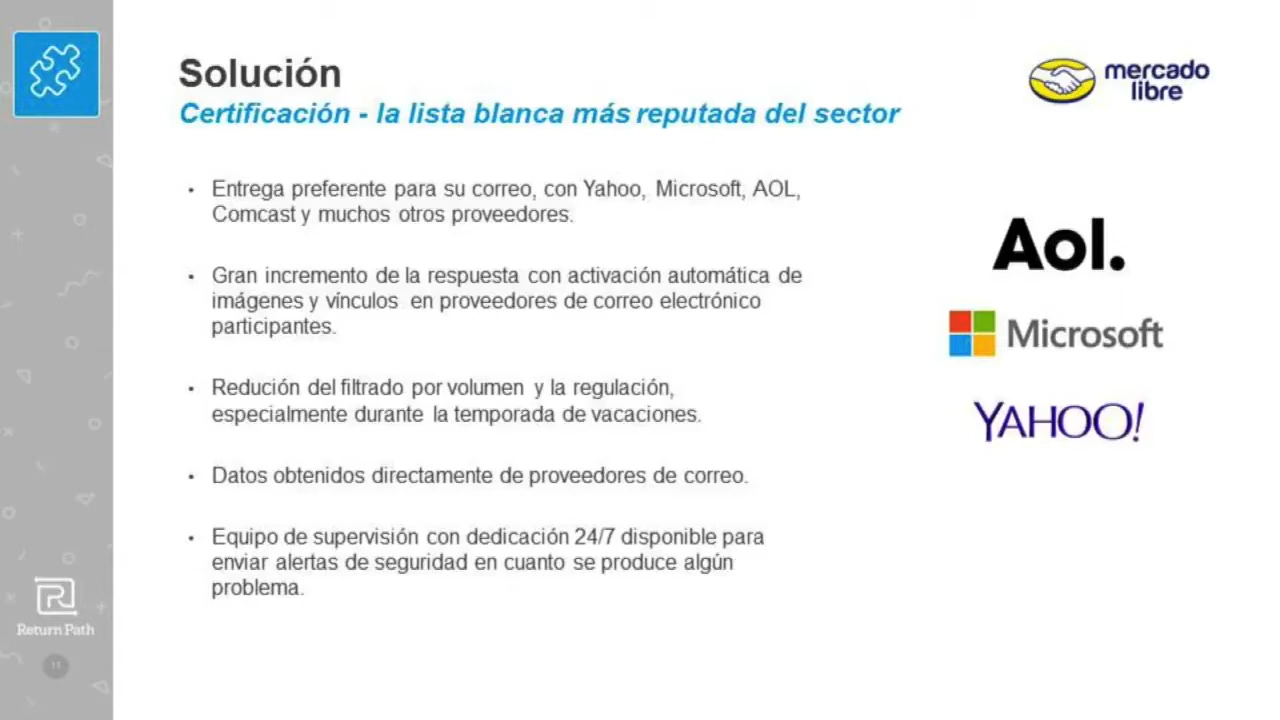 Solución
Certificación - la lista blanca más reputada del sector
mercado
libre
• Entrega preferente para su correo, con Yahoo, Microsoft, AOL,
Comcast y muchos otros proveedores.
• Gran incremento de la respuesta con activación automática de
imágenes y vínculos en proveedores de correo electrónico
participantes.
• Redución del filtrado por volumen y la regulación,
especialmente durante la temporada de vacaciones.
• Datos obtenidos directamente de proveedores de correo.
• Equipo de supervisión con dedicación 24/7 disponible para
enviar alertas de seguridad en cuanto se produce algún
problema.
Aol.
Microsoft
YAHOO!
Return Path
11